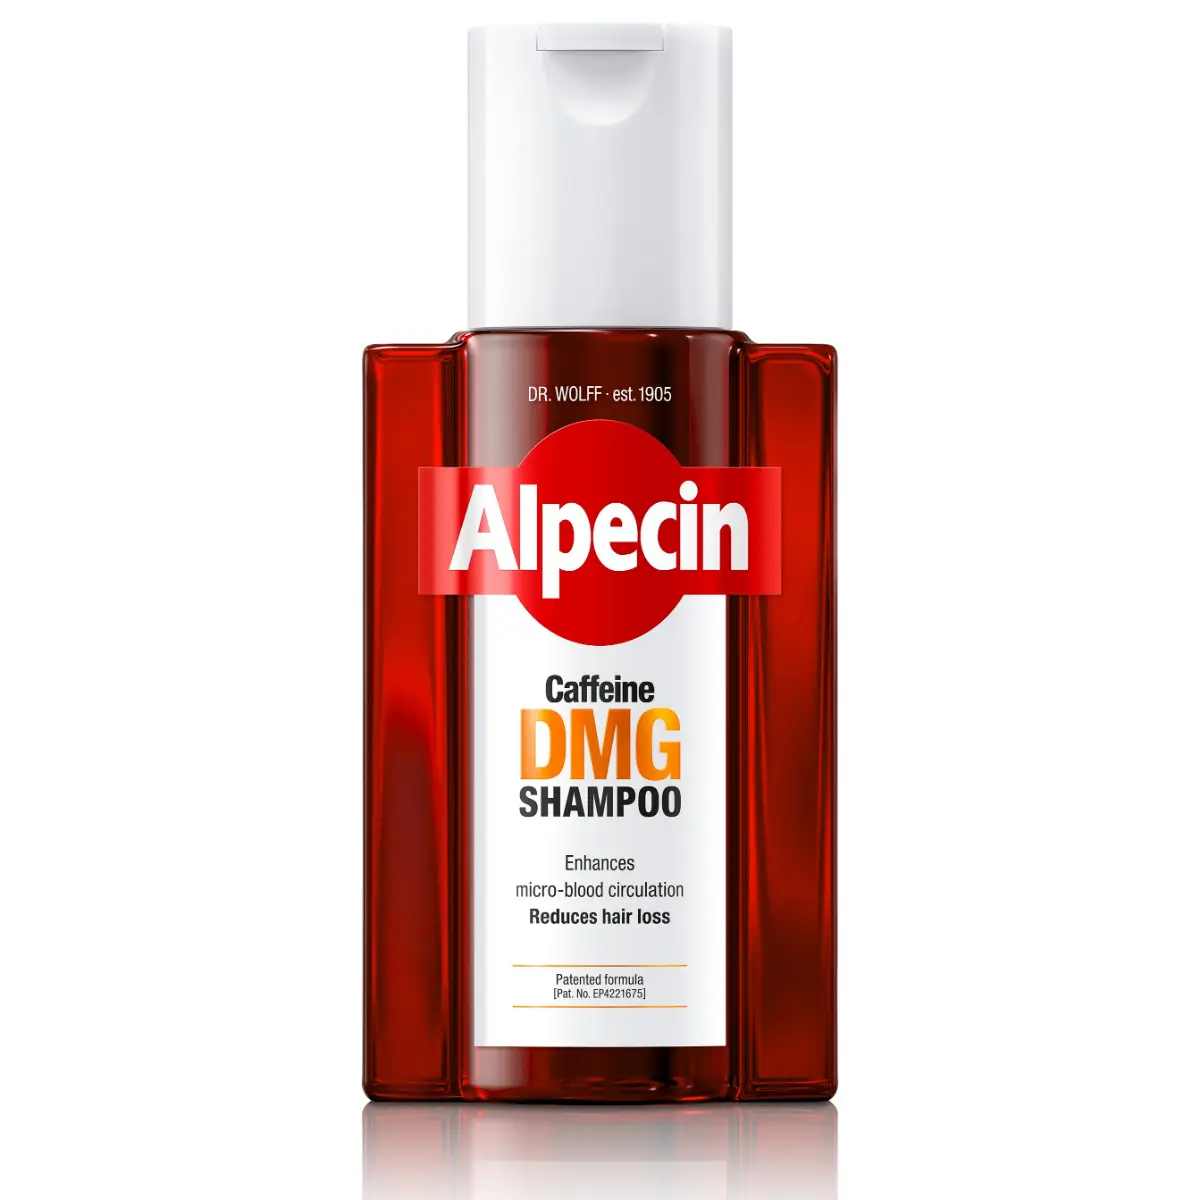 DR. WOLFF · est. 1905
Alpecin
Caffeine
DMG
SHAMPOO
Enhances
micro-blood circulation
Reduces hair loss
Patented formula
[Pat. No. EP4221675]